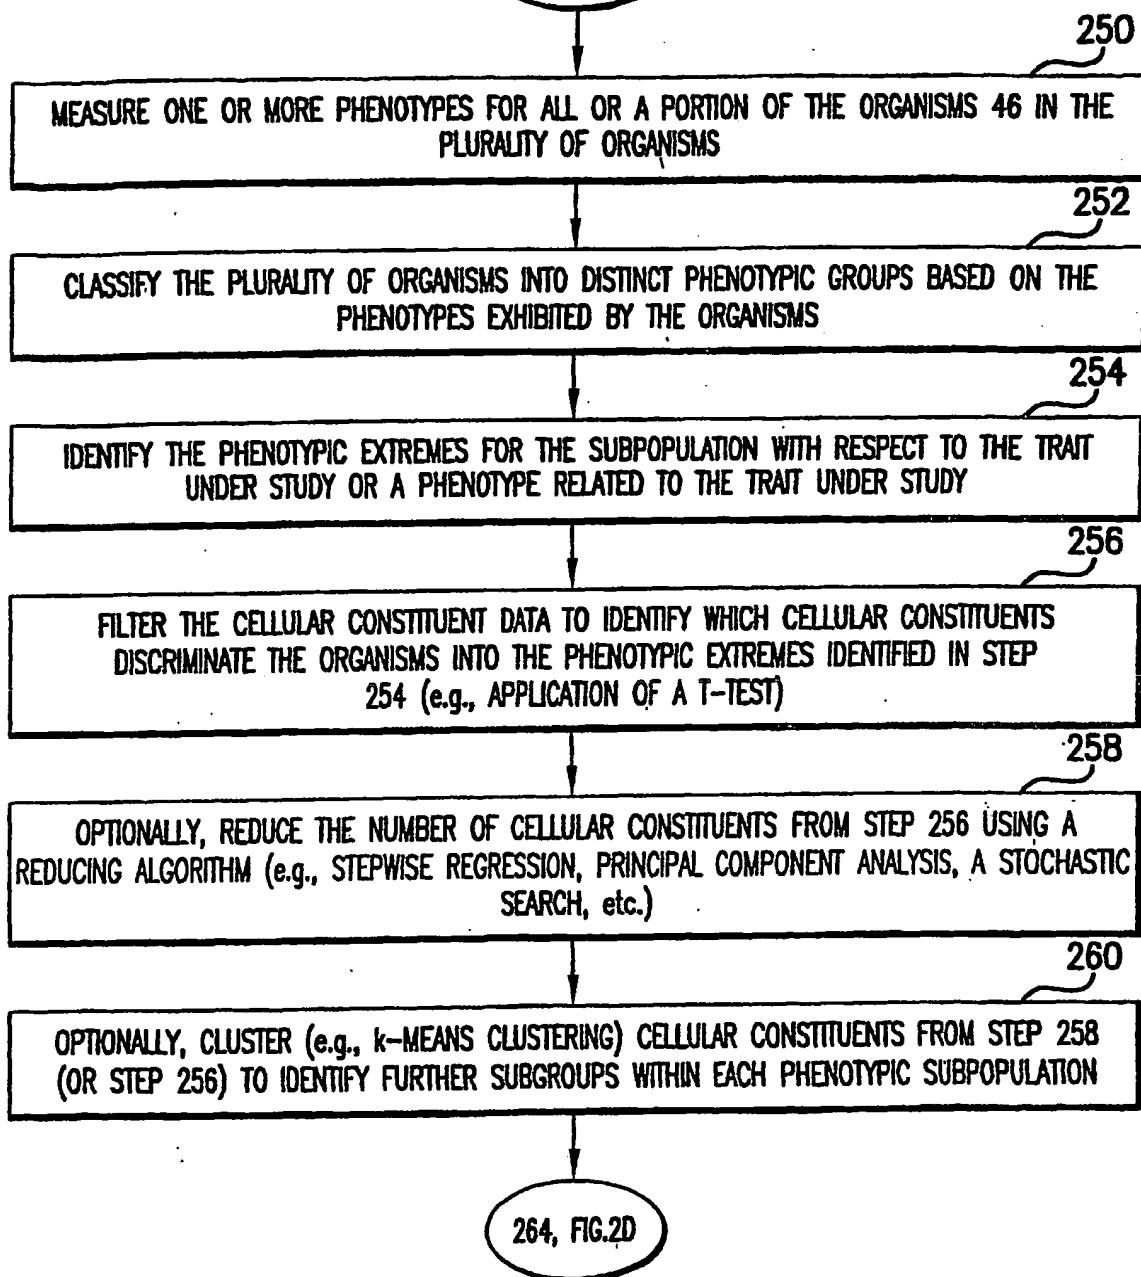 250
MEASURE ONE OR MORE PHENOTYPES FOR ALL OR A PORTION OF THE ORGANISMS 46 IN THE
PLURALITY OF ORGANISMS
252
CLASSIFY THE PLURALITY OF ORGANISMS INTO DISTINCT PHENOTYPIC GROUPS BASED ON THE
PHENOTYPES EXHIBITED BY THE ORGANISMS
254
IDENTIFY THE PHENOTYPIC EXTREMES FOR THE SUBPOPULATION WITH RESPECT TO THE TRAIT
UNDER STUDY OR A PHENOTYPE RELATED TO THE TRAIT UNDER STUDY
256
FILTER THE CELLULAR CONSTITUENT DATA TO IDENTIFY WHICH CELLULAR CONSTITUENTS
DISCRIMINATE THE ORGANISMS INTO THE PHENOTYPIC EXTREMES IDENTIFIED IN STEP
254 (e.g., APPLICATION OF A T-TEST)
258
OPTIONALLY, REDUCE THE NUMBER OF CELLULAR CONSTITUENTS FROM STEP 256 USING A
REDUCING ALGORITHM (e.g., STEPWISE REGRESSION, PRINCIPAL COMPONENT ANALYSIS, A STOCHASTIC
SEARCH, etc.)
260
OPTIONALLY, CLUSTER (e.g., k-MEANS CLUSTERING) CELLULAR CONSTITUENTS FROM STEP 258
(OR STEP 256) TO IDENTIFY FURTHER SUBGROUPS WITHIN EACH PHENOTYPIC SUBPOPULATION
264, FIG.2D